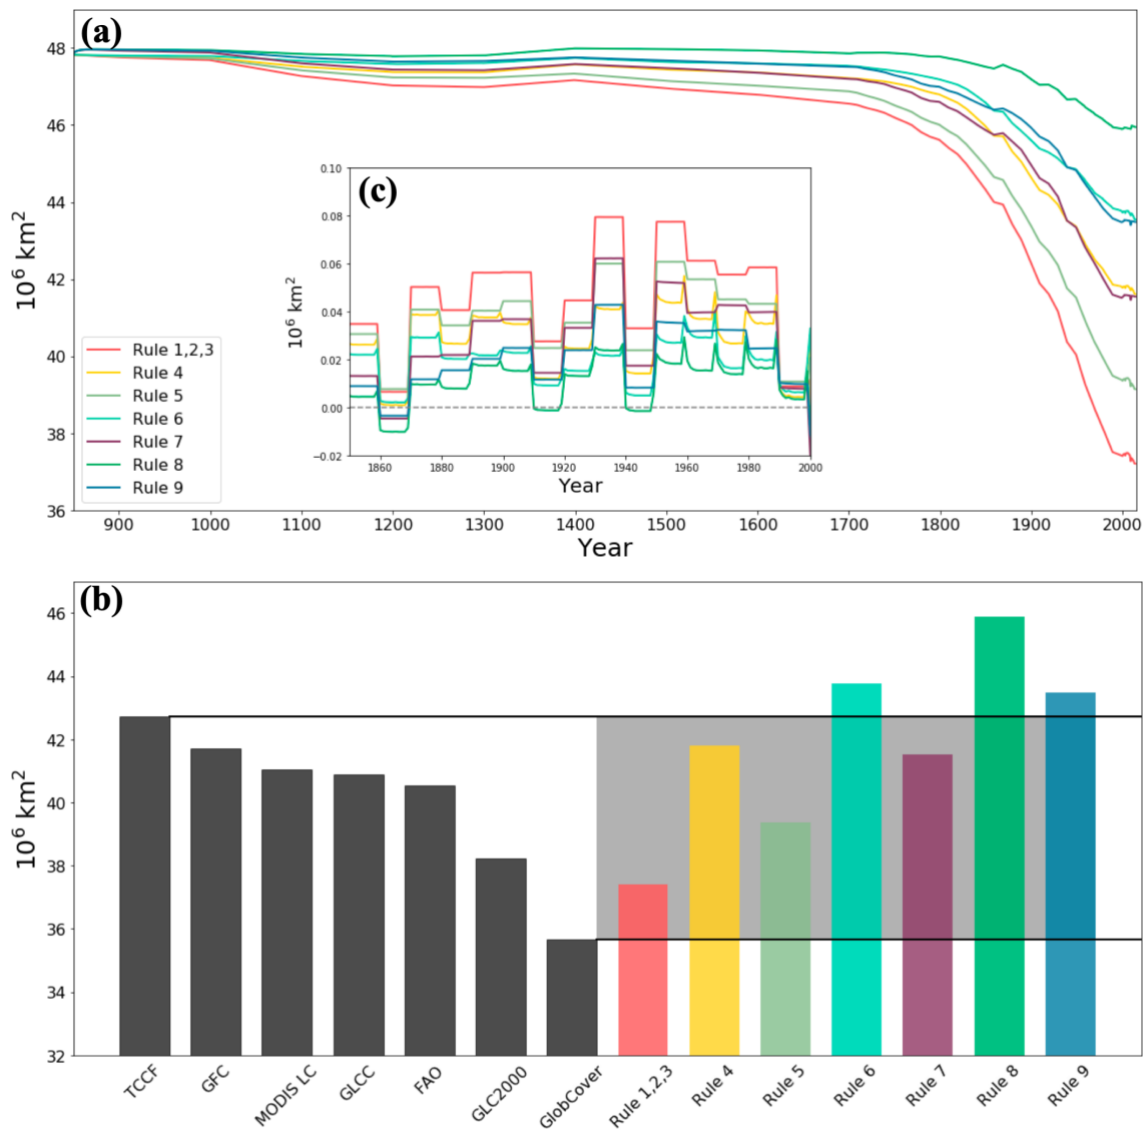 (a)
48
46
44
42
40
38
36
10⁶ km²
Rule 1,2,3
Rule 4
Rule 5
Rule 6
Rule 7
Rule 8
Rule 9
(c)
0.10
0.08
0.06
0.04
0.02
0.00
−0.02
10⁶ km²
1860 1880 1900 1920 1940 1960 1980 2000
Year
900 1000 1100 1200 1300 1400 1500 1600 1700 1800 1900 2000
Year
(b)
46
44
42
40
38
36
34
32
10⁶ km²
TCCF
GFC
MODIS LC
GLCC
FAO
GLC2000
GlobCover
Rule 1,2,3
Rule 4
Rule 5
Rule 6
Rule 7
Rule 8
Rule 9